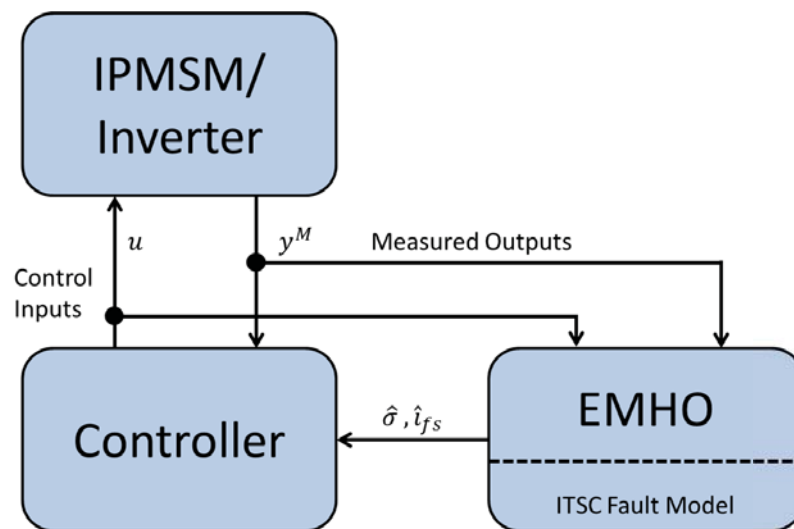 IPMSM/
Inverter
u
y^M
Measured Outputs
Control
Inputs
Controller
σ̂ , î_fs
EMHO
ITSC Fault Model